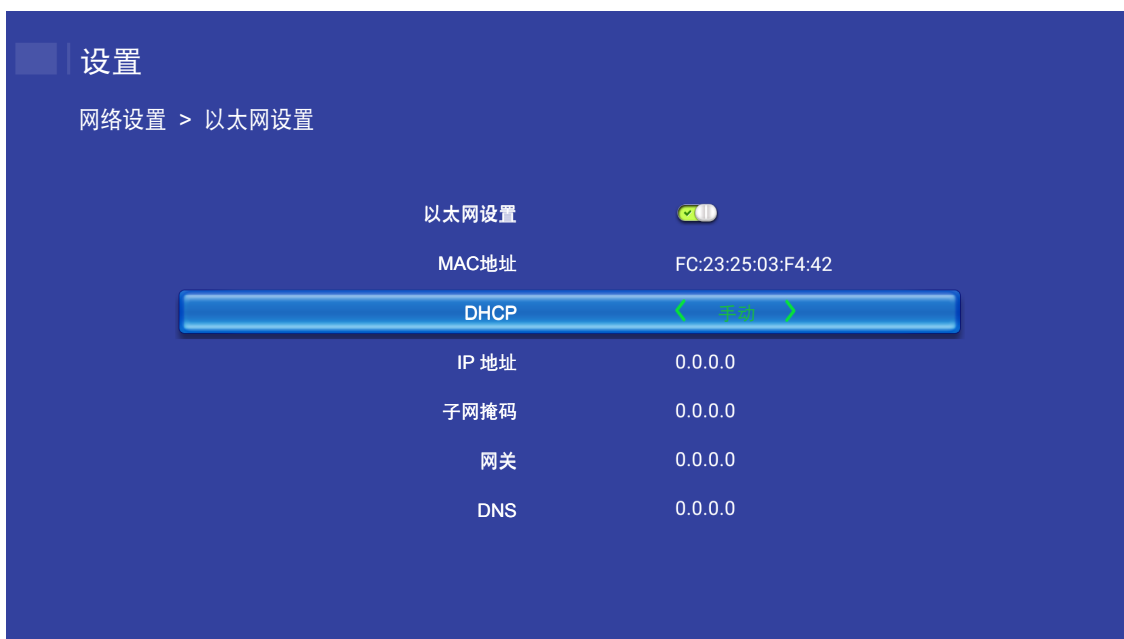 设置
网络设置 > 以太网设置
以太网设置
MAC地址 FC:23:25:03:F4:42
DHCP 手动
IP 地址 0.0.0.0
子网掩码 0.0.0.0
网关 0.0.0.0
DNS 0.0.0.0